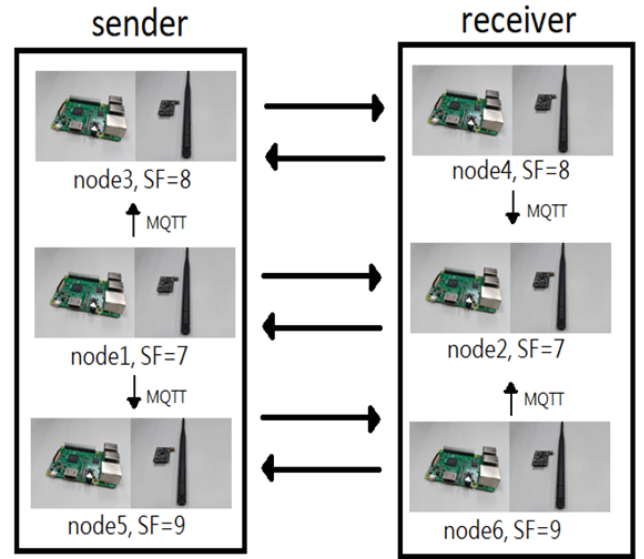 sender
receiver
node3, SF=8
node4, SF=8
MQTT
MQTT
node1, SF=7
node2, SF=7
MQTT
MQTT
node5, SF=9
node6, SF=9